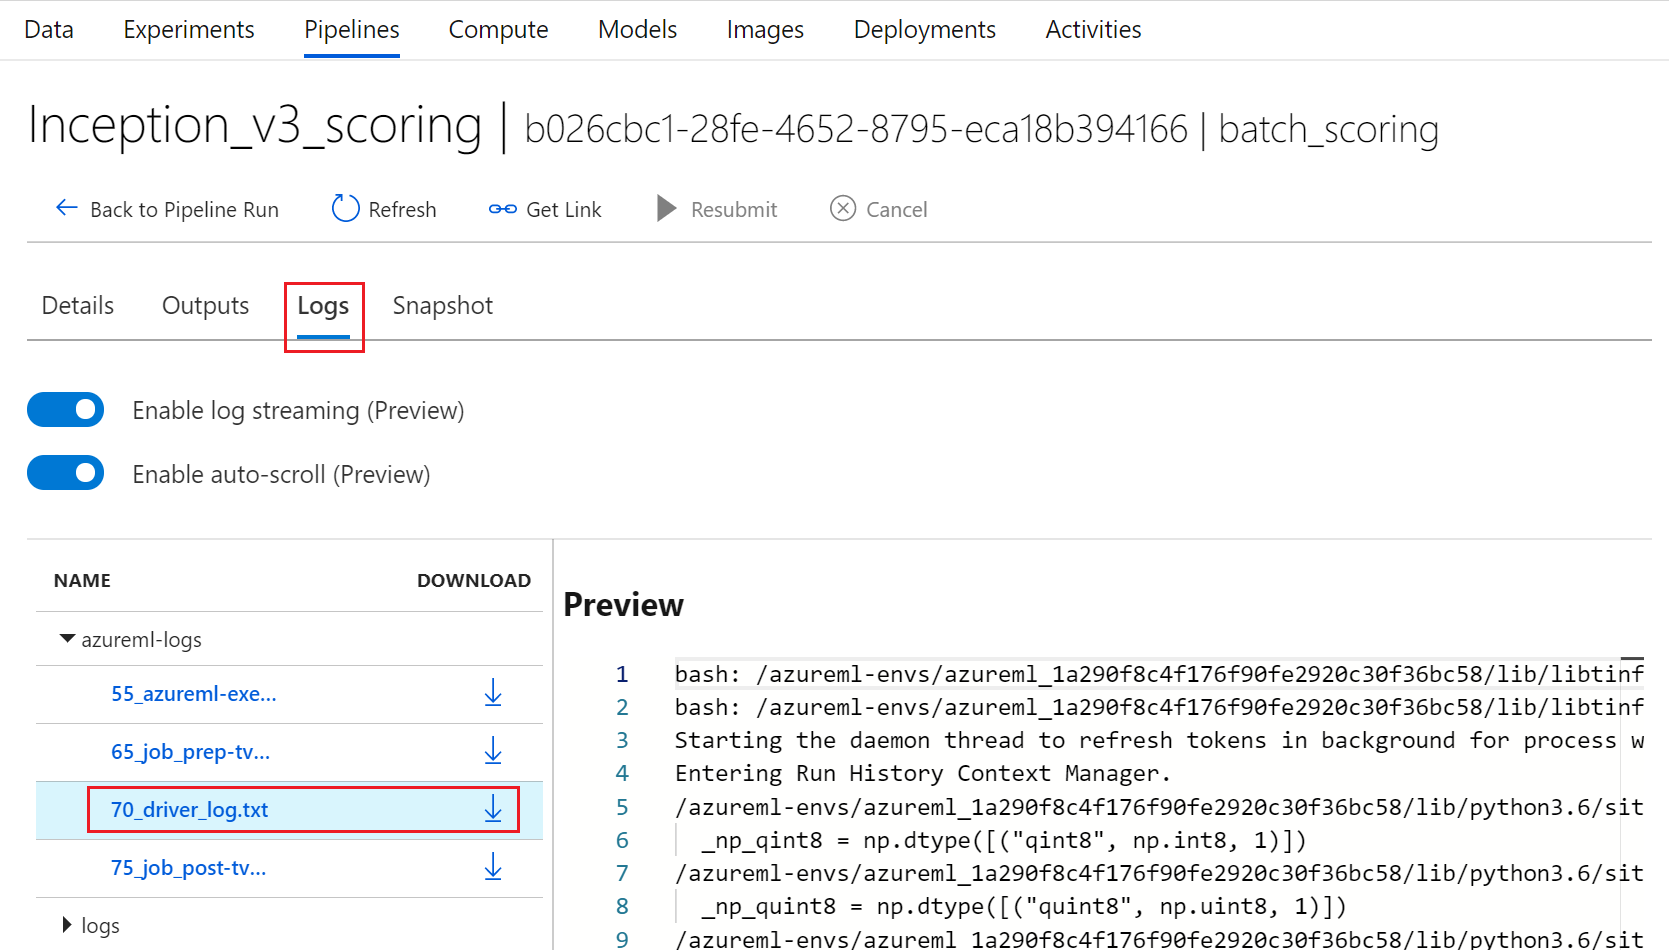 Data Experiments Pipelines Compute Models Images Deployments Activities
Inception_v3_scoring | b026cbc1-28fe-4652-8795-eca18b394166 | batch_scoring
Back to Pipeline Run Refresh Get Link Resubmit Cancel
Details Outputs Logs Snapshot
Enable log streaming (Preview)
Enable auto-scroll (Preview)
NAME DOWNLOAD
azureml-logs
55_azureml-exe...
65_job_prep-tv...
70_driver_log.txt
75_job_post-tv...
logs
Preview
1 bash: /azureml-envs/azureml_1a290f8c4f176f90fe2920c30f36bc58/lib/libtinf
2 bash: /azureml-envs/azureml_1a290f8c4f176f90fe2920c30f36bc58/lib/libtinf
3 Starting the daemon thread to refresh tokens in background for process w
4 Entering Run History Context Manager.
5 /azureml-envs/azureml_1a290f8c4f176f90fe2920c30f36bc58/lib/python3.6/sit
6 _np_qint8 = np.dtype([("qint8", np.int8, 1)])
7 /azureml-envs/azureml_1a290f8c4f176f90fe2920c30f36bc58/lib/python3.6/sit
8 _np_quint8 = np.dtype([("quint8", np.uint8, 1)])
9 /azureml-envs/azureml_1a290f8c4f176f90fe2920c30f36bc58/lib/python3.6/sit